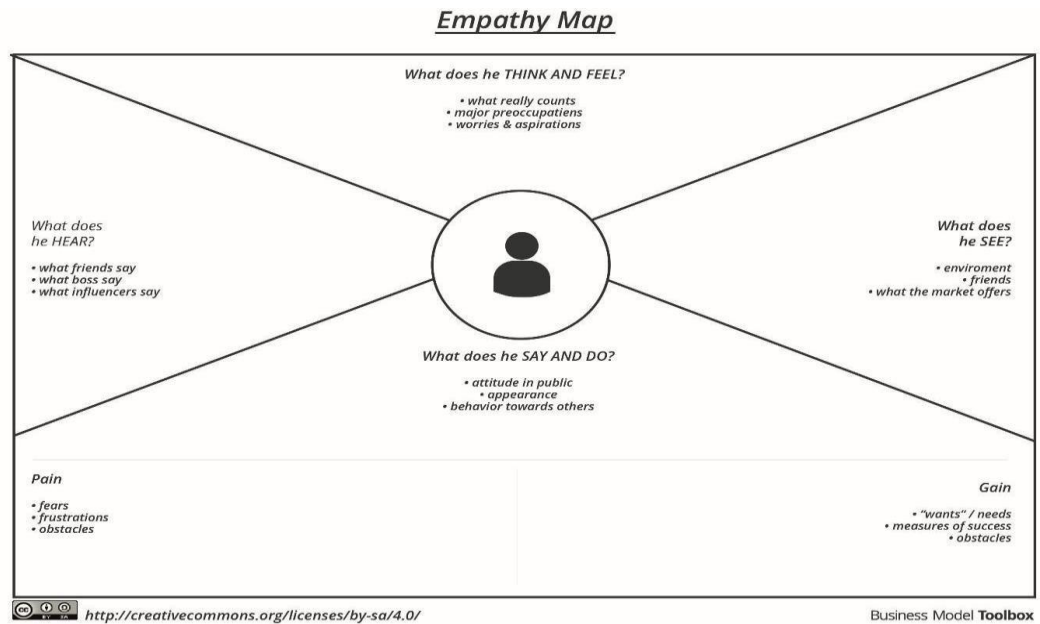 Empathy Map
What does he THINK AND FEEL?
• what really counts
• major preoccupatiens
• worries & aspirations
What does
he HEAR?
• what friends say
• what boss say
• what influencers say
What does
he SEE?
• enviroment
• friends
• what the market offers
What does he SAY AND DO?
• attitude in public
• appearance
• behavior towards others
Pain
• fears
• frustrations
• obstacles
Gain
• "wants" / needs
• measures of success
• obstacles
cc BY SA
http://creativecommons.org/licenses/by-sa/4.0/
Business Model Toolbox